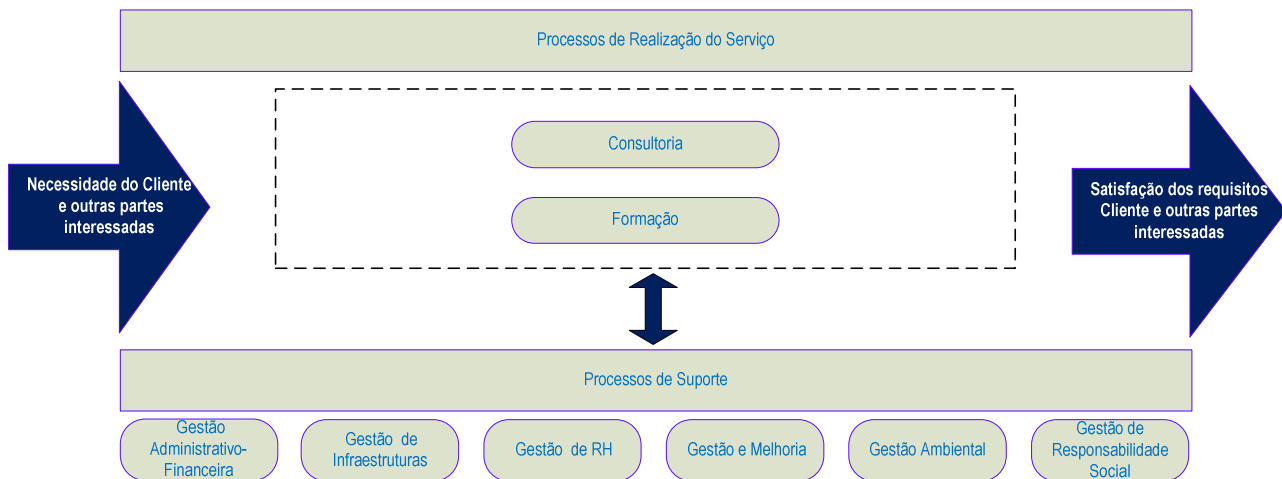 Processos de Realização do Serviço
Consultoria
Necessidade do Cliente
e outras partes
interessadas
Satisfação dos requisitos
Cliente e outras partes
interessadas
Formação
Processos de Suporte
Gestão
Administrativo-
Financeira
Gestão de
Infraestruturas
Gestão de RH
Gestão e Melhoria
Gestão Ambiental
Gestão de
Responsabilidade
Social